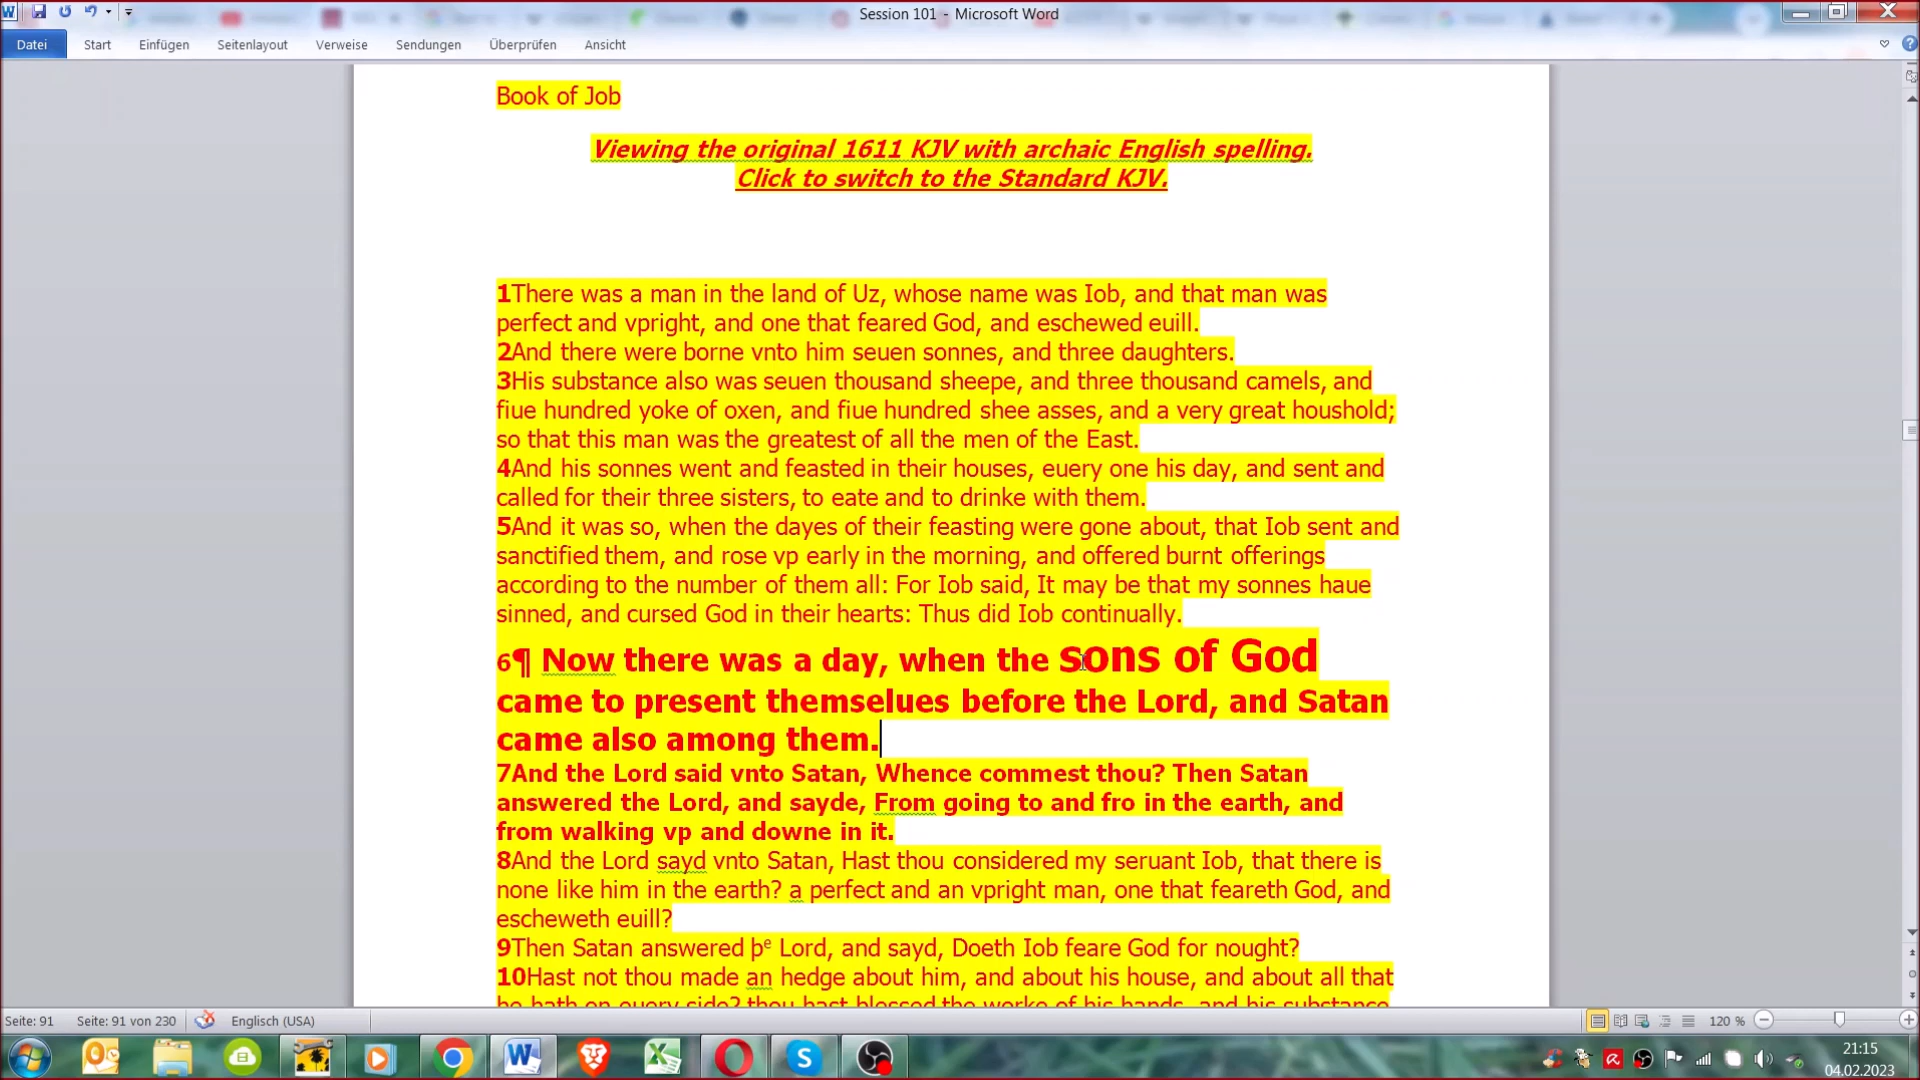 Session 101 - Microsoft Word
Datei Start Einfügen Seitenlayout Verweise Sendungen Überprüfen Ansicht
Book of Job
Viewing the original 1611 KJV with archaic English spelling.
Click to switch to the Standard KJV.
1There was a man in the land of Uz, whose name was Iob, and that man was
perfect and vpright, and one that feared God, and eschewed euill.
2And there were borne vnto him seuen sonnes, and three daughters.
3His substance also was seuen thousand sheepe, and three thousand camels, and
fiue hundred yoke of oxen, and fiue hundred shee asses, and a very great houshold;
so that this man was the greatest of all the men of the East.
4And his sonnes went and feasted in their houses, euery one his day, and sent and
called for their three sisters, to eate and to drinke with them.
5And it was so, when the dayes of their feasting were gone about, that Iob sent and
sanctified them, and rose vp early in the morning, and offered burnt offerings
according to the number of them all: For Iob said, It may be that my sonnes haue
sinned, and cursed God in their hearts: Thus did Iob continually.
6¶ Now there was a day, when the sons of God
came to present themselues before the Lord, and Satan
came also among them.
7And the Lord said vnto Satan, Whence commest thou? Then Satan
answered the Lord, and sayde, From going to and fro in the earth, and
from walking vp and downe in it.
8And the Lord sayd vnto Satan, Hast thou considered my seruant Iob, that there is
none like him in the earth? a perfect and an vpright man, one that feareth God, and
escheweth euill?
9Then Satan answered þe Lord, and sayd, Doeth Iob feare God for nought?
10Hast not thou made an hedge about him, and about his house, and about all that
he hath on euery side? thou hast blessed the worke of his hands, and his substance
Seite: 91 Seite: 91 von 230 Englisch (USA) 120 %
21:15
04.02.2023